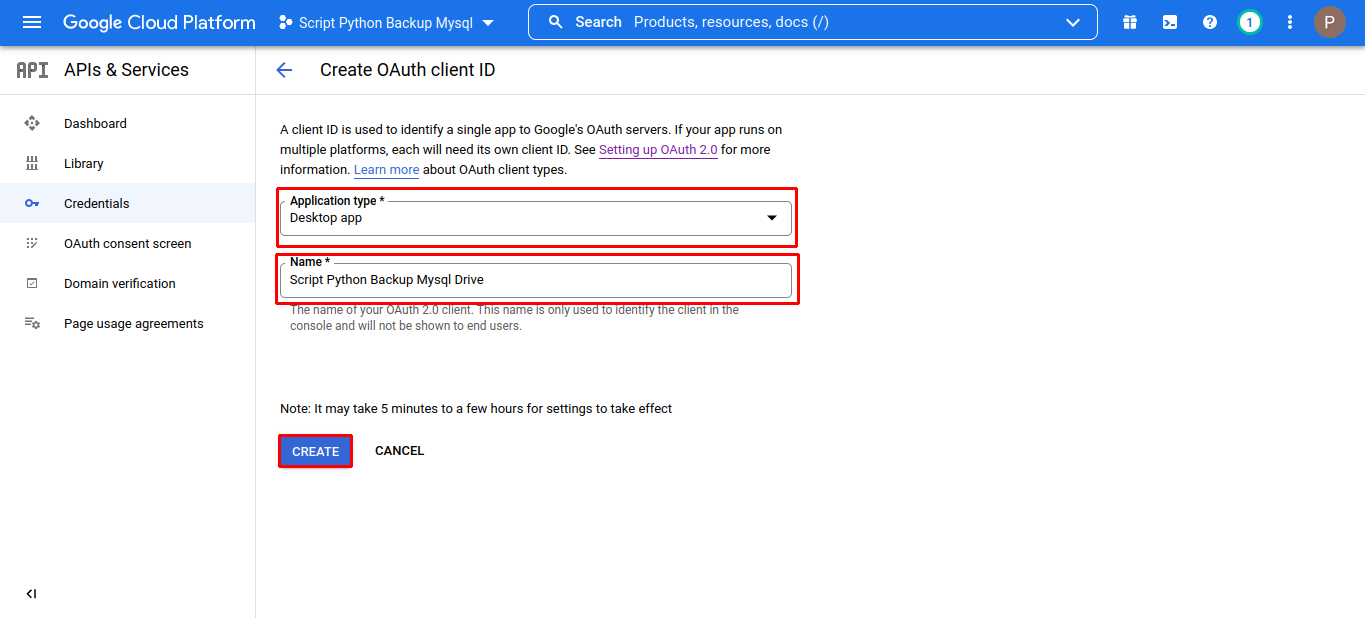 Google Cloud Platform
Script Python Backup Mysql
Search Products, resources, docs (/)
1
P
API APIs & Services
Create OAuth client ID
Dashboard
Library
Credentials
OAuth consent screen
Domain verification
Page usage agreements
A client ID is used to identify a single app to Google's OAuth servers. If your app runs on
multiple platforms, each will need its own client ID. See Setting up OAuth 2.0 for more
information. Learn more about OAuth client types.
Application type *
Desktop app
Name *
Script Python Backup Mysql Drive
The name of your OAuth 2.0 client. This name is only used to identify the client in the
console and will not be shown to end users.
Note: It may take 5 minutes to a few hours for settings to take effect
CREATE
CANCEL